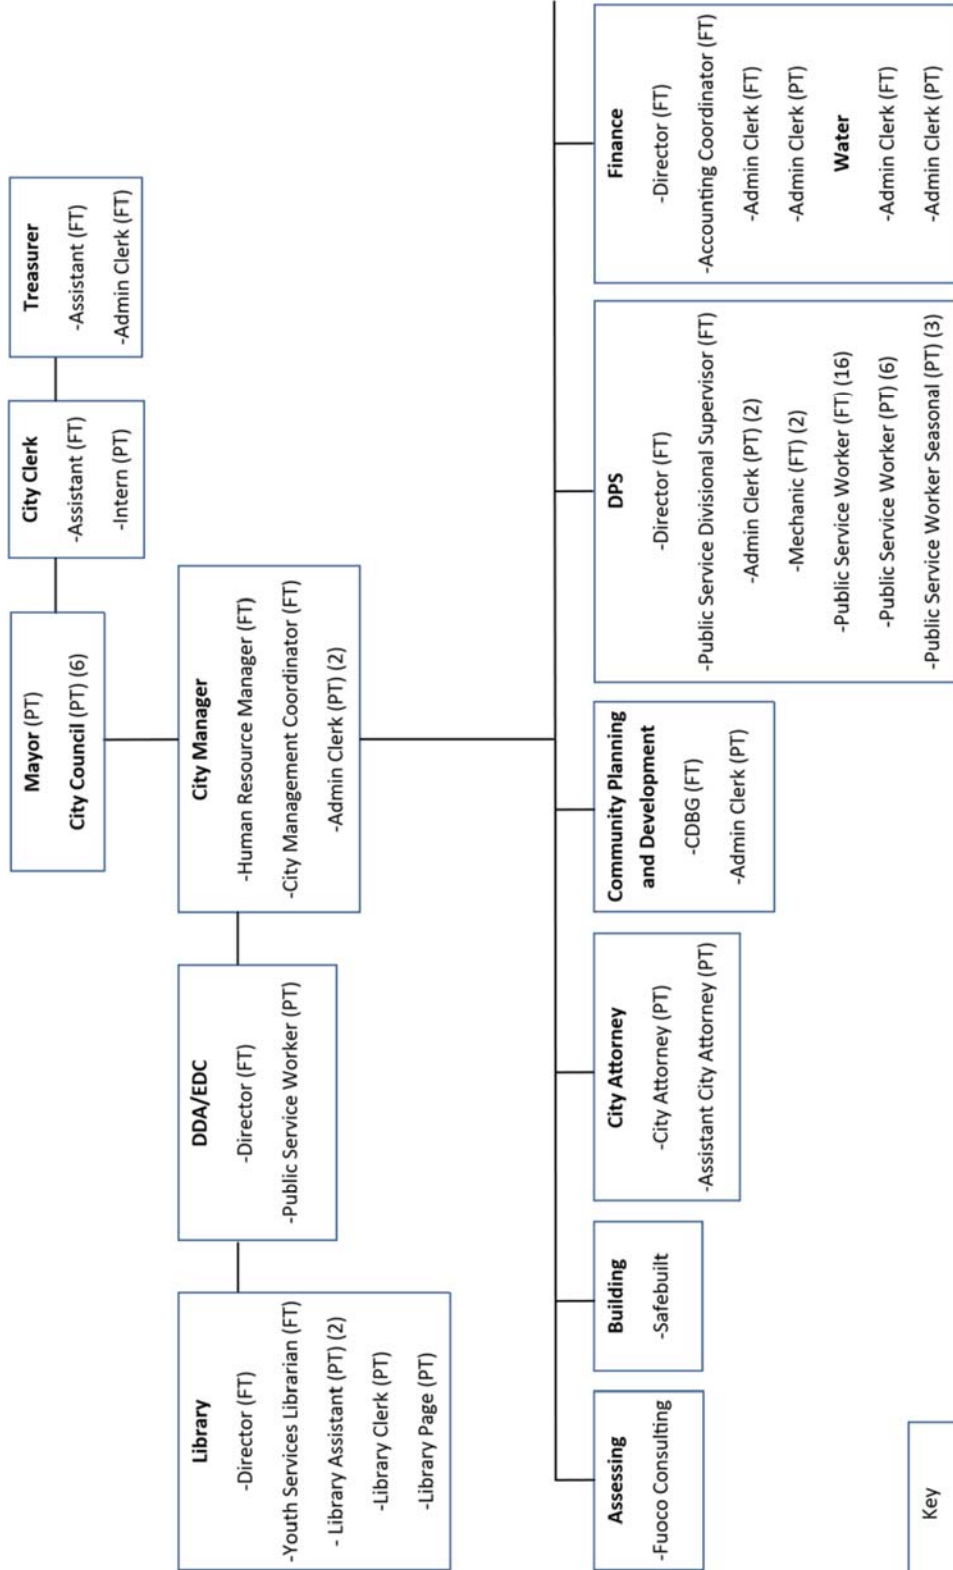 Mayor (PT)
City Council (PT) (6)
City Clerk
-Assistant (FT)
-Intern (PT)
Treasurer
-Assistant (FT)
-Admin Clerk (FT)
Library
-Director (FT)
-Youth Services Librarian (FT)
- Library Assistant (PT) (2)
-Library Clerk (PT)
-Library Page (PT)
DDA/EDC
-Director (FT)
-Public Service Worker (PT)
City Manager
-Human Resource Manager (FT)
-City Management Coordinator (FT)
-Admin Clerk (PT) (2)
Assessing
-Fuoco Consulting
Building
-Safebuilt
City Attorney
-City Attorney (PT)
-Assistant City Attorney (PT)
Community Planning
and Development
-CDBG (FT)
-Admin Clerk (PT)
DPS
-Director (FT)
-Public Service Divisional Supervisor (FT)
-Admin Clerk (PT) (2)
-Mechanic (FT) (2)
-Public Service Worker (FT) (16)
-Public Service Worker (PT) (6)
-Public Service Worker Seasonal (PT) (3)
Finance
-Director (FT)
-Accounting Coordinator (FT)
-Admin Clerk (FT)
-Admin Clerk (PT)
Water
-Admin Clerk (FT)
-Admin Clerk (PT)
Key